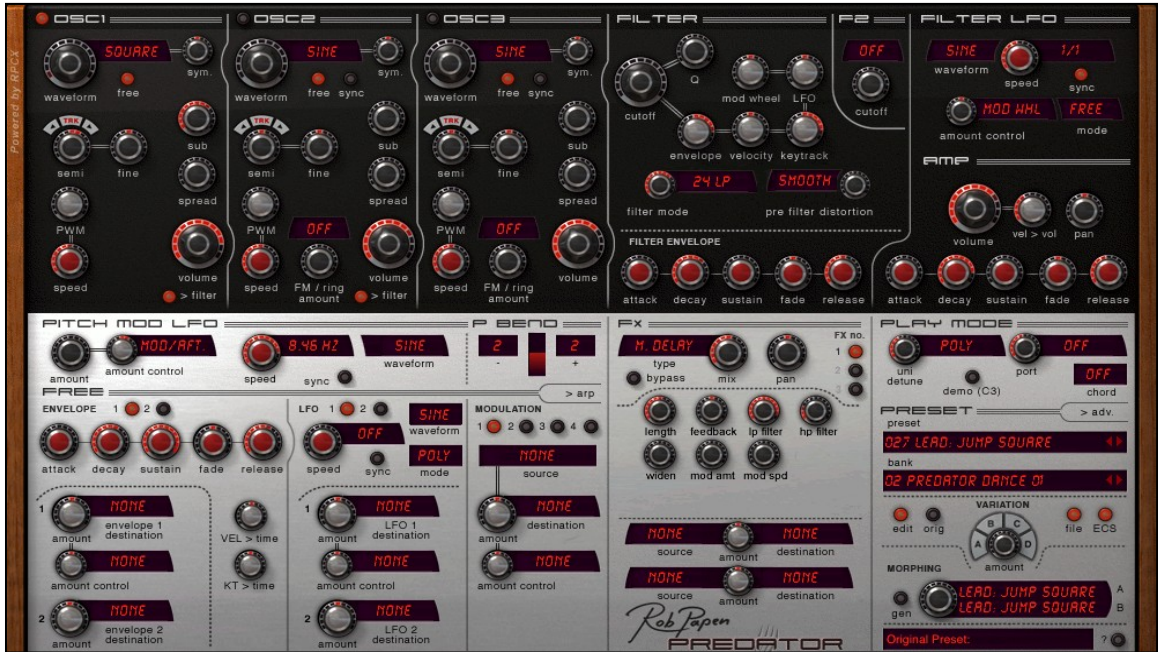 Powered by RPCX
OSC1
SQUARE
sym.
waveform
free
TRK
semi
fine
sub
spread
PWM
speed
volume
> filter
OSC2
SINE
sym.
waveform
free sync
TRK
semi
fine
sub
spread
PWM
OFF
speed
FM / ring
amount
volume
> filter
OSC3
SINE
sym.
waveform
free sync
TRK
semi
fine
sub
spread
PWM
OFF
speed
FM / ring
amount
volume
FILTER
Q
cutoff
mod wheel LFO
envelope velocity keytrack
24 LP
SMOOTH
filter mode
pre filter distortion
FILTER ENVELOPE
attack decay sustain fade release
F2
OFF
cutoff
FILTER LFO
SINE
1/1
waveform
speed
sync
MOD WHL
FREE
amount control
mode
AMP
volume
vel > vol
pan
attack decay sustain fade release
PITCH MOD LFO
MOD/AFT.
8.46 HZ
SINE
amount
amount control
speed
sync
waveform
P BEND
2
2
-
+
FREE
> arp
ENVELOPE 1 2
attack decay sustain fade release
1
NONE
amount
envelope 1
destination
NONE
amount control
2
NONE
amount
envelope 2
destination
VEL > time
KT > time
LFO 1 2
SINE
waveform
OFF
speed
sync
POLY
mode
1
NONE
amount
LFO 1
destination
NONE
amount control
2
NONE
amount
LFO 2
destination
MODULATION
1 2 3 4
NONE
source
NONE
destination
amount
NONE
amount control
FX
FX no.
M. DELAY
type
bypass
mix
pan
1
2
3
length feedback lp filter hp filter
widen mod amt mod spd
NONE
NONE
source amount destination
NONE
NONE
source amount destination
Rob Papen
PREDATOR
PLAY MODE
POLY
OFF
uni
detune
port
demo (C3)
OFF
chord
PRESET
> adv.
preset
027 LEAD: JUMP SQUARE
bank
02 PREDATOR DANCE 01
VARIATION
edit orig
A B C D
amount
file ECS
MORPHING
gen
LEAD: JUMP SQUARE A
LEAD: JUMP SQUARE B
Original Preset:
?